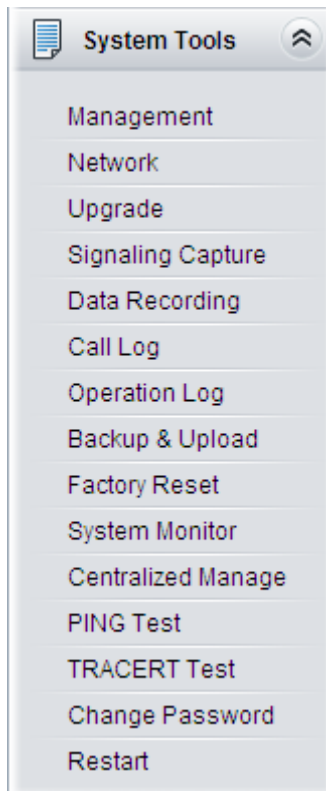 System Tools
Management
Network
Upgrade
Signaling Capture
Data Recording
Call Log
Operation Log
Backup & Upload
Factory Reset
System Monitor
Centralized Manage
PING Test
TRACERT Test
Change Password
Restart